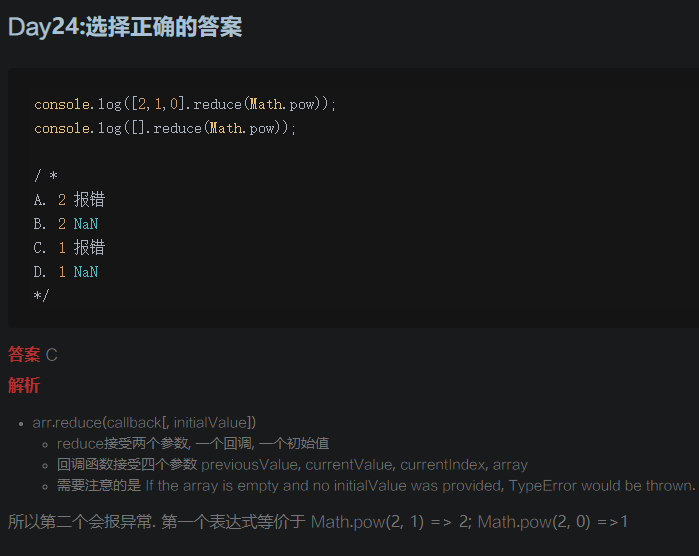 Day24:选择正确的答案
console.log([2,1,0].reduce(Math.pow));
console.log([].reduce(Math.pow));
/ *
A. 2 报错
B. 2 NaN
C. 1 报错
D. 1 NaN
*/
答案 C
解析
• arr.reduce(callback[, initialValue])
◦ reduce接受两个参数, 一个回调, 一个初始值
◦ 回调函数接受四个参数 previousValue, currentValue, currentIndex, array
◦ 需要注意的是 If the array is empty and no initialValue was provided, TypeError would be thrown.
所以第二个会报异常. 第一个表达式等价于 Math.pow(2, 1) => 2; Math.pow(2, 0) =>1